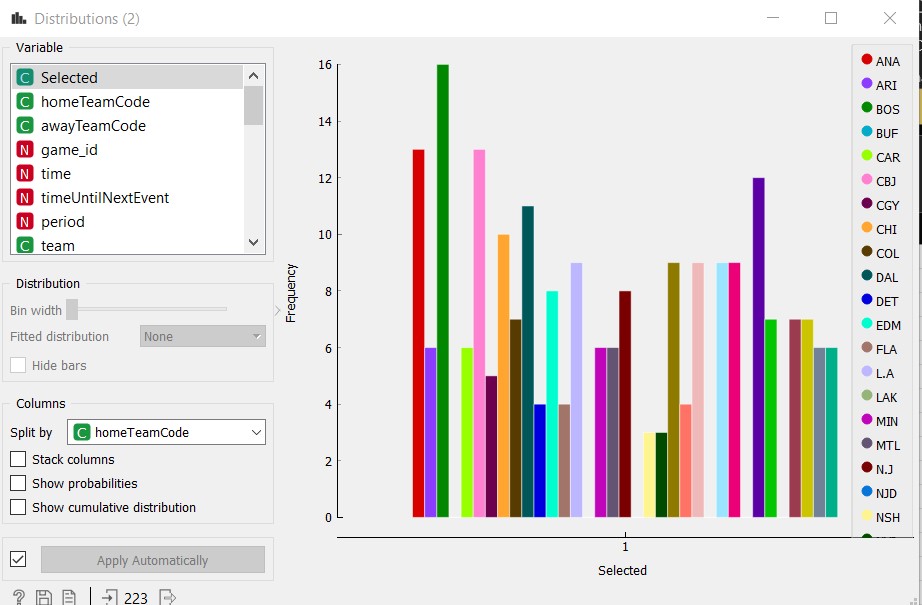 Distributions (2)
Variable
C Selected
C homeTeamCode
C awayTeamCode
N game_id
N time
N timeUntilNextEvent
N period
C team
Distribution
Bin width
Fitted distribution None
Hide bars
Columns
Split by C homeTeamCode
Stack columns
Show probabilities
Show cumulative distribution
Apply Automatically
? 223
Frequency
16
14
12
10
8
6
4
2
0
1
Selected
ANA
ARI
BOS
BUF
CAR
CBJ
CGY
CHI
COL
DAL
DET
EDM
FLA
L.A
LAK
MIN
MTL
N.J
NJD
NSH